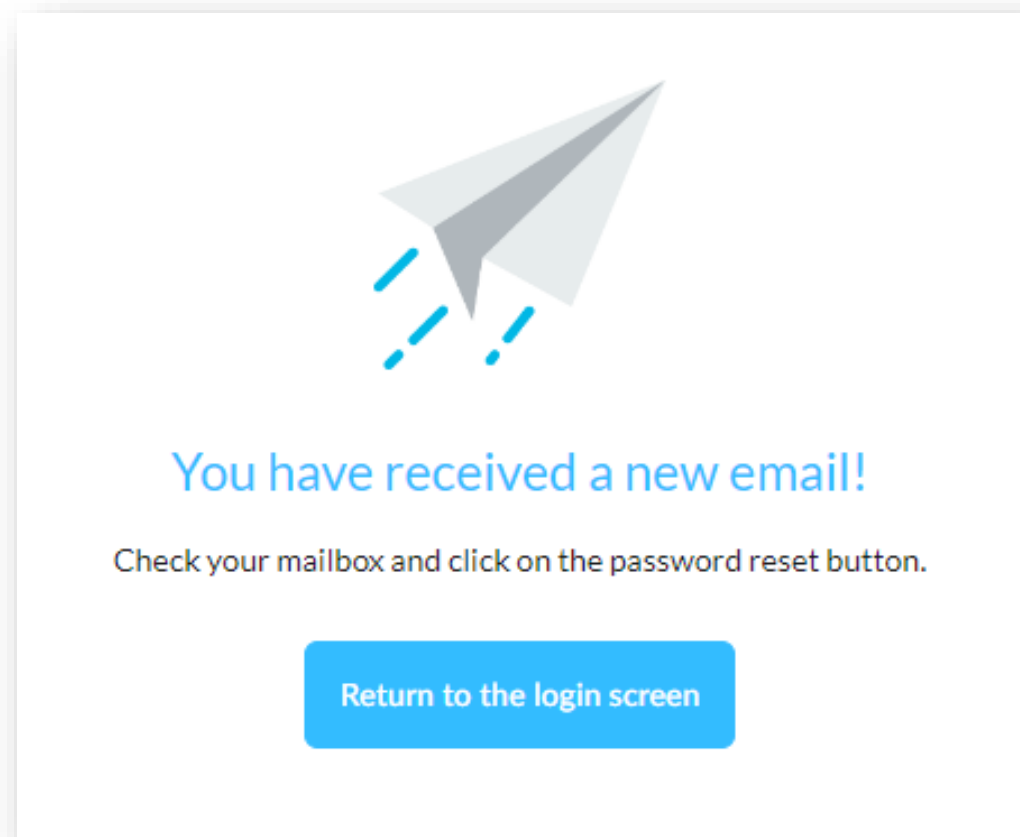 You have received a new email!
Check your mailbox and click on the password reset button.
Return to the login screen